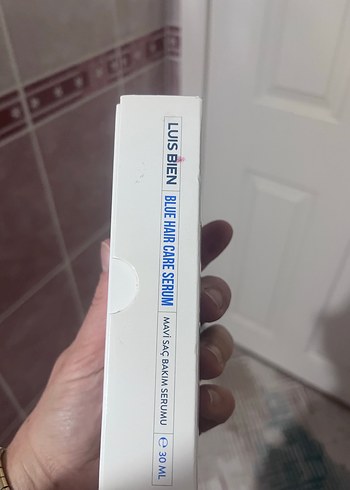 LUIS BIEN
BLUE HAIR CARE SERUM
MAVİ SAÇ BAKIM SERUMU
℮ 30 ML